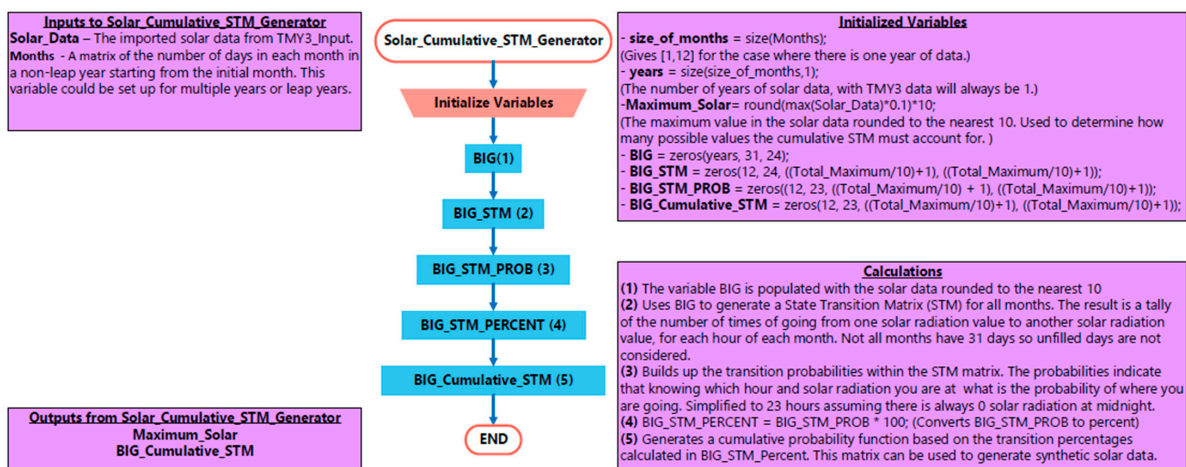 Inputs to Solar_Cumulative_STM_Generator
Solar_Data – The imported solar data from TMY3_Input.
Months - A matrix of the number of days in each month in
a non-leap year starting from the initial month. This
variable could be set up for multiple years or leap years.
Solar_Cumulative_STM_Generator
Initialize Variables
BIG(1)
BIG_STM (2)
BIG_STM_PROB (3)
BIG_STM_PERCENT (4)
BIG_Cumulative_STM (5)
END
Initialized Variables
- size_of_months = size(Months);
(Gives [1,12] for the case where there is one year of data.)
- years = size(size_of_months,1);
(The number of years of solar data, with TMY3 data will always be 1.)
-Maximum_Solar= round(max(Solar_Data)*0.1)*10;
(The maximum value in the solar data rounded to the nearest 10. Used to determine how
many possible values the cumulative STM must account for. )
- BIG = zeros(years, 31, 24);
- BIG_STM = zeros(12, 24, ((Total_Maximum/10)+1), ((Total_Maximum/10)+1));
- BIG_STM_PROB = zeros((12, 23, ((Total_Maximum/10) + 1), ((Total_Maximum/10)+1));
- BIG_Cumulative_STM = zeros(12, 23, ((Total_Maximum/10)+1), ((Total_Maximum/10)+1));
Calculations
(1) The variable BIG is populated with the solar data rounded to the nearest 10
(2) Uses BIG to generate a State Transition Matrix (STM) for all months. The result is a tally
of the number of times of going from one solar radiation value to another solar radiation
value, for each hour of each month. Not all months have 31 days so unfilled days are not
considered.
(3) Builds up the transition probabilities within the STM matrix. The probabilities indicate
that knowing which hour and solar radiation you are at what is the probability of where you
are going. Simplified to 23 hours assuming there is always 0 solar radiation at midnight.
(4) BIG_STM_PERCENT = BIG_STM_PROB * 100; (Converts BIG_STM_PROB to percent)
(5) Generates a cumulative probability function based on the transition percentages
calculated in BIG_STM_Percent. This matrix can be used to generate synthetic solar data.
Outputs from Solar_Cumulative_STM_Generator
Maximum_Solar
BIG_Cumulative_STM